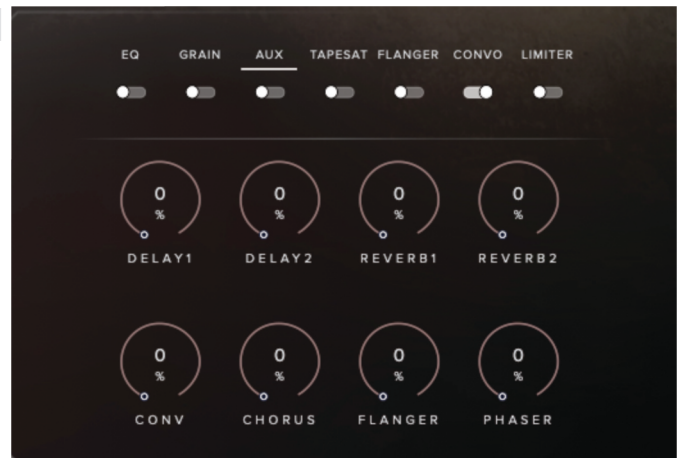 EQ GRAIN AUX TAPESAT FLANGER CONVO LIMITER
0 0 0 0
% % % %
DELAY1 DELAY2 REVERB1 REVERB2
0 0 0 0
% % % %
CONV CHORUS FLANGER PHASER